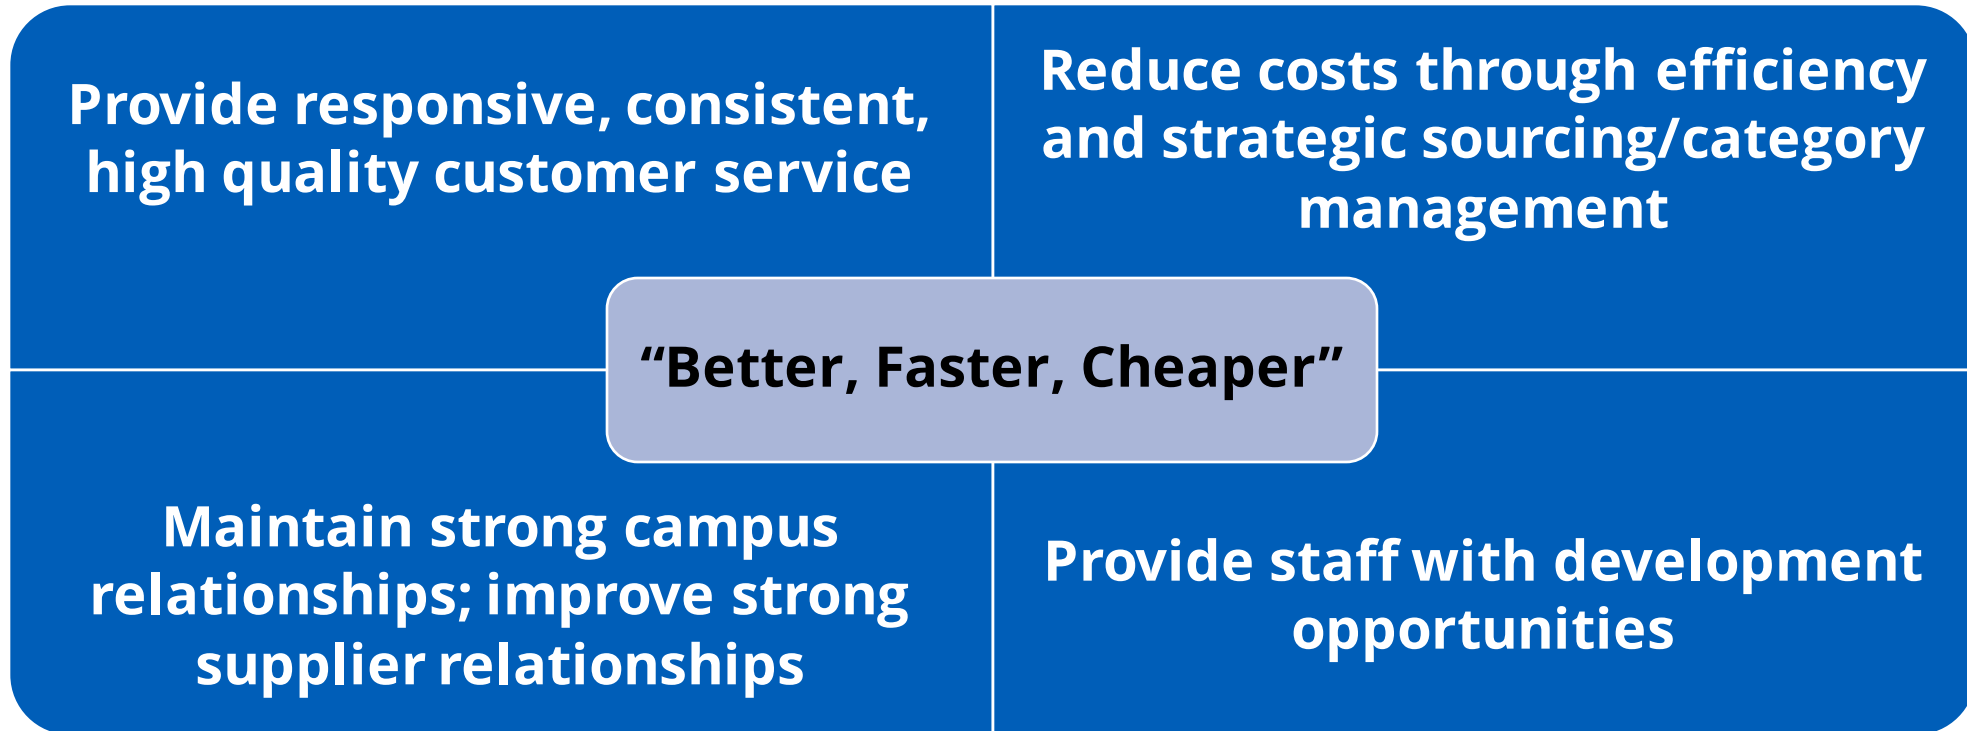 Provide responsive, consistent,
high quality customer service
Reduce costs through efficiency
and strategic sourcing/category
management
“Better, Faster, Cheaper”
Maintain strong campus
relationships; improve strong
supplier relationships
Provide staff with development
opportunities